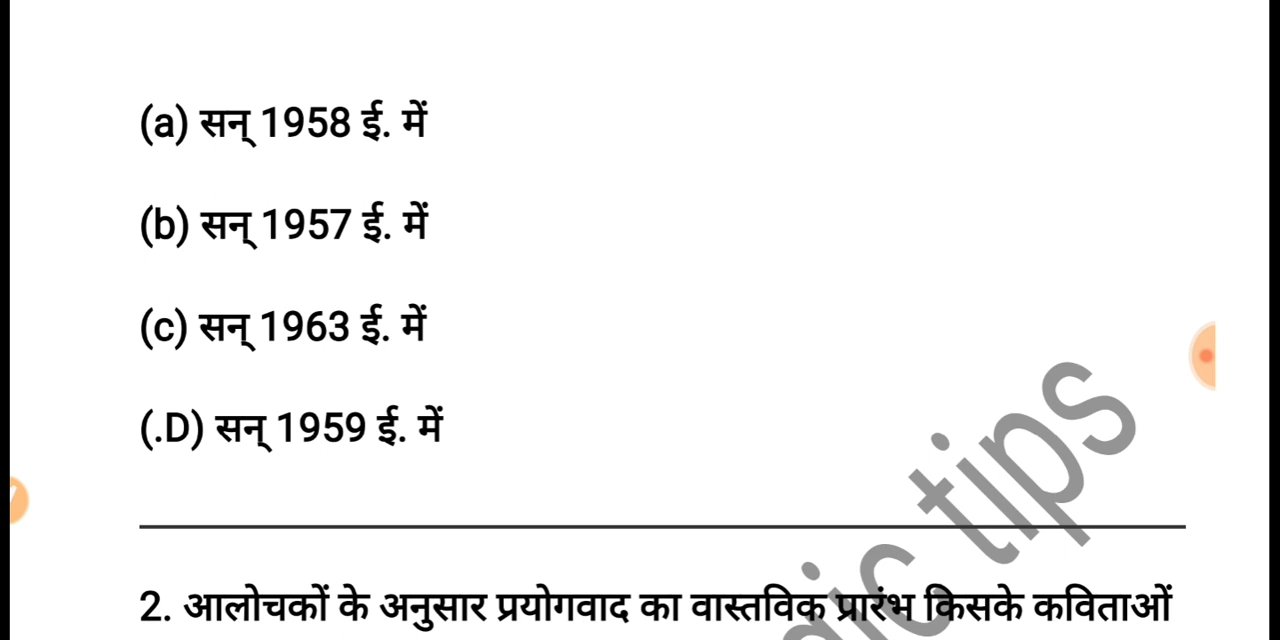 (a) सन् 1958 ई. में
(b) सन् 1957 ई. में
(c) सन् 1963 ई. में
(.D) सन् 1959 ई. में
tips
2. आलोचकों के अनुसार प्रयोगवाद का वास्तविक प्रारंभ किसके कविताओं